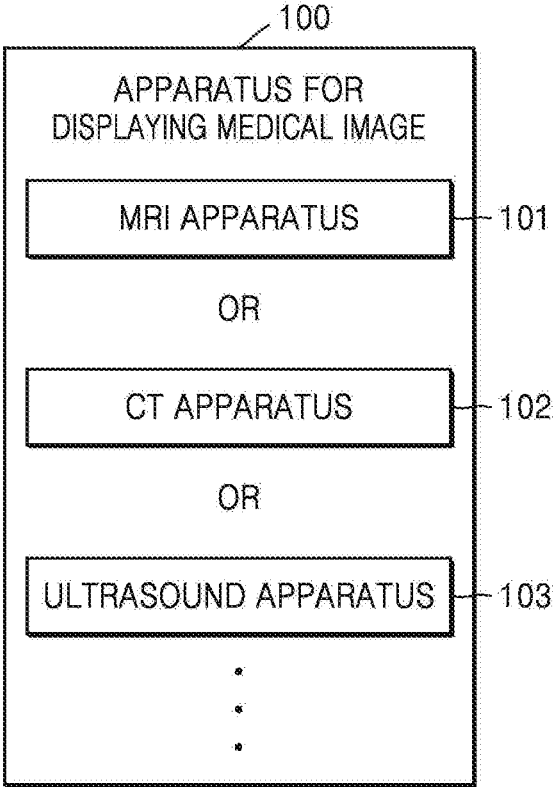 100
APPARATUS FOR
DISPLAYING MEDICAL IMAGE
MRI APPARATUS 101
OR
CT APPARATUS 102
OR
ULTRASOUND APPARATUS 103